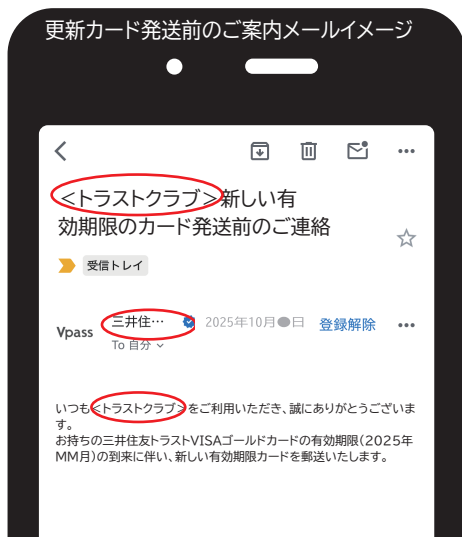 更新カード発送前のご案内メールイメージ
<トラストクラブ>新しい有
効期限のカード発送前のご連絡
受信トレイ
Vpass
三井住…
2025年10月●日
登録解除
To 自分
いつも<トラストクラブ>をご利用いただき、誠にありがとうございま
す。
お持ちの三井住友トラストVISAゴールドカードの有効期限(2025年
MM月)の到来に伴い、新しい有効期限カードを郵送いたします。